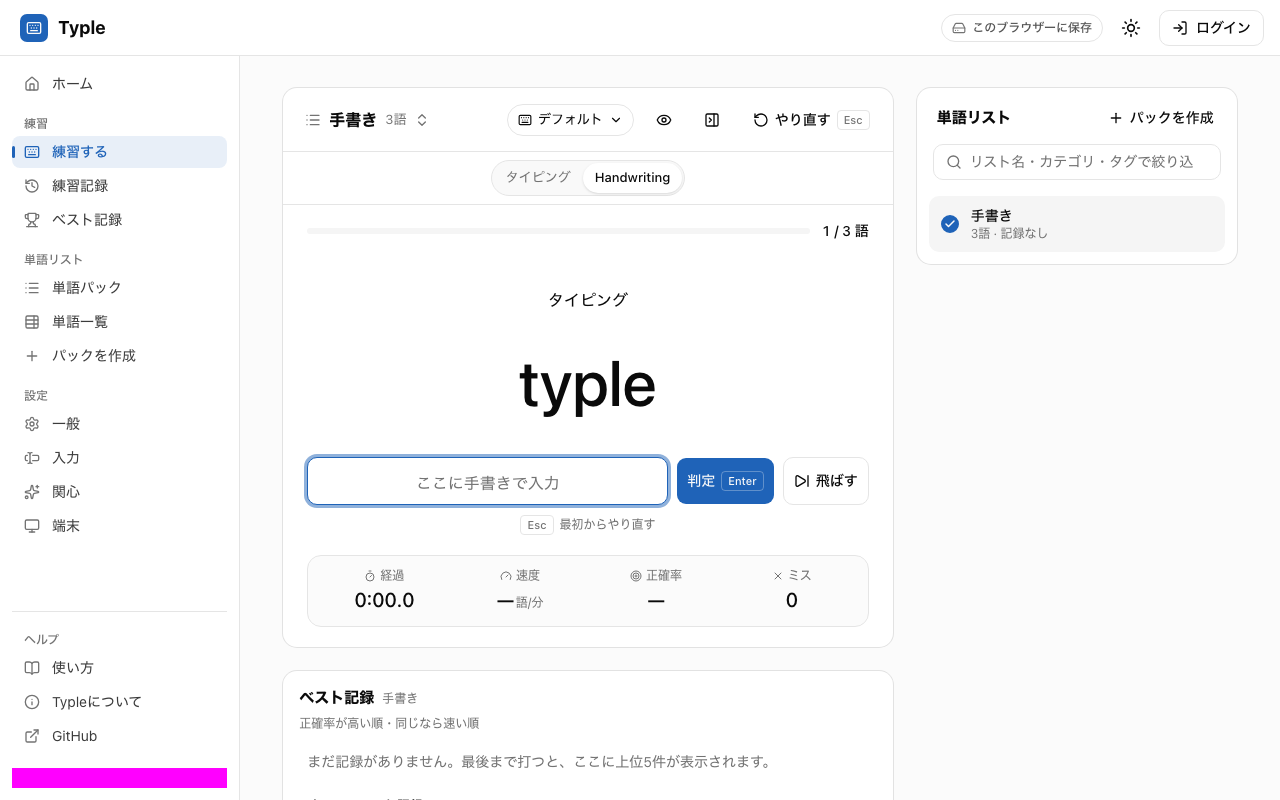 Typle
このブラウザーに保存
ログイン
ホーム
練習
練習する
練習記録
ベスト記録
単語リスト
単語パック
単語一覧
パックを作成
設定
一般
入力
関心
端末
ヘルプ
使い方
Typleについて
GitHub
手書き 3語
デフォルト
やり直す Esc
タイピング Handwriting
1 / 3 語
タイピング
typle
ここに手書きで入力
判定 Enter
飛ばす
Esc 最初からやり直す
経過 速度 正確率 ミス
0:00.0 —語/分 — 0
ベスト記録 手書き
正確率が高い順・同じなら速い順
まだ記録がありません。最後まで打つと、ここに上位5件が表示されます。
単語リスト
パックを作成
リスト名・カテゴリ・タグで絞り込
手書き
3語 · 記録なし